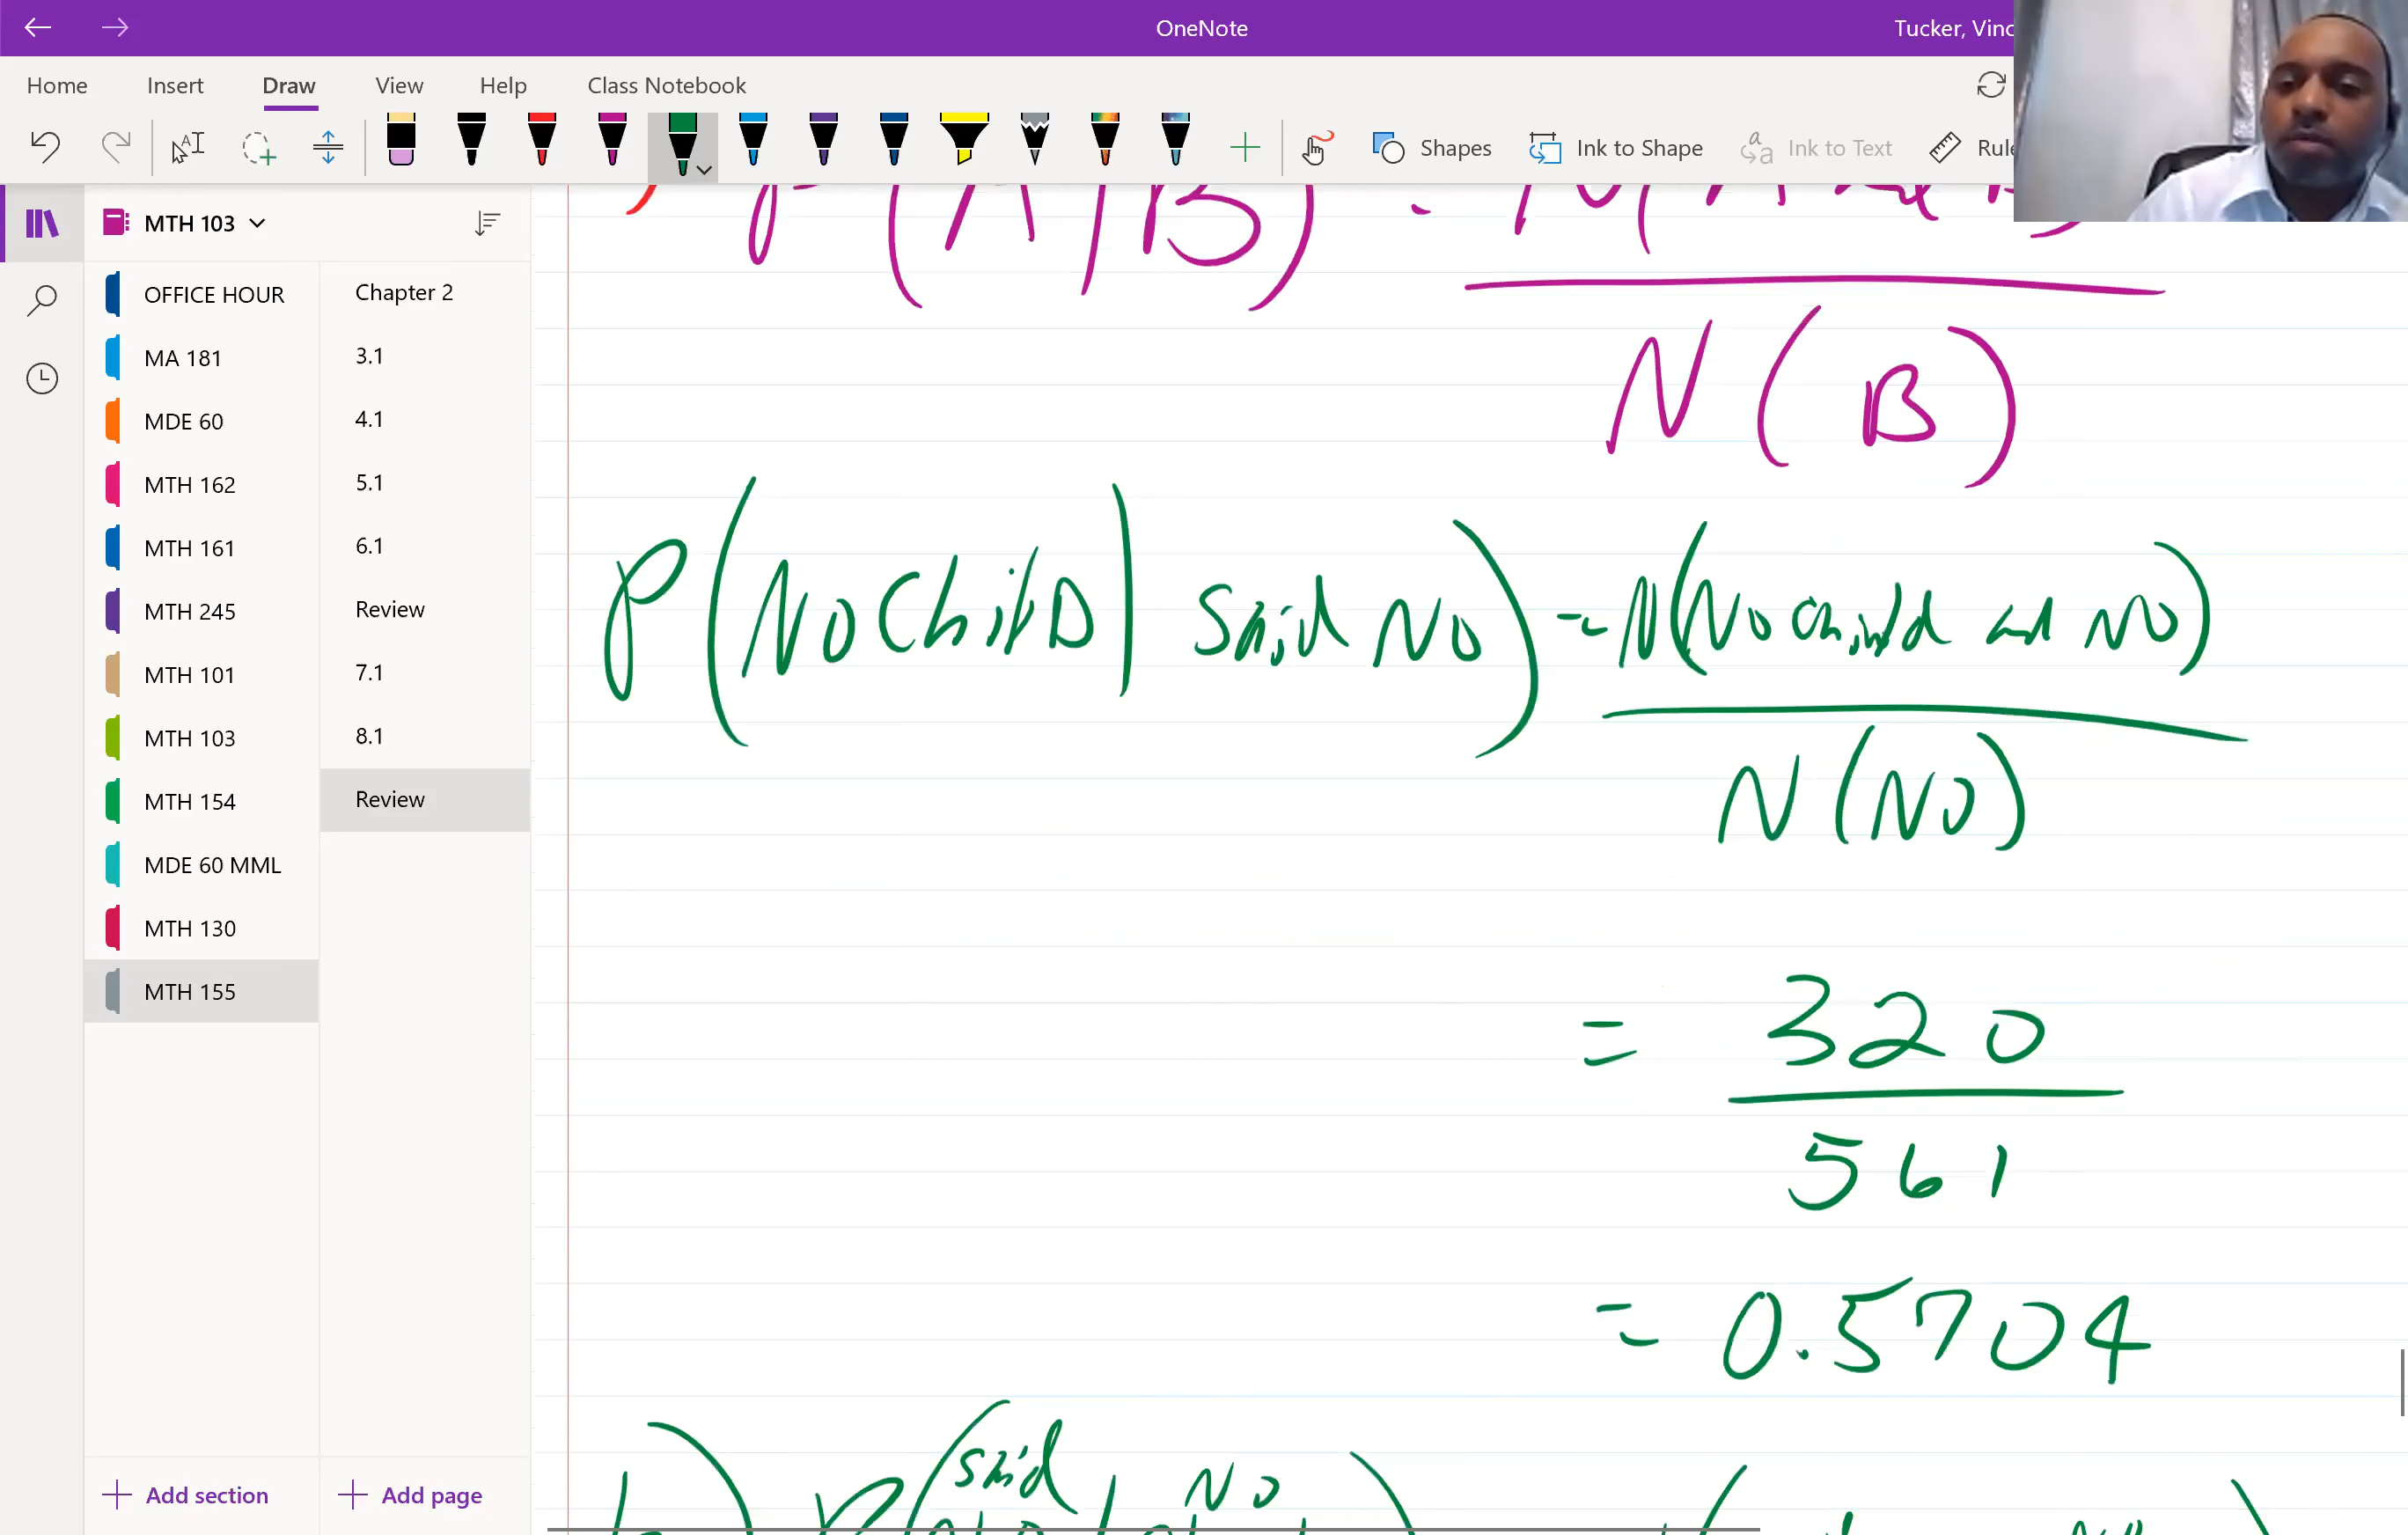 OneNote
Tucker, Vinc
Home Insert Draw View Help Class Notebook
Shapes Ink to Shape Ink to Text Rule
MTH 103
OFFICE HOUR
MA 181
MDE 60
MTH 162
MTH 161
MTH 245
MTH 101
MTH 103
MTH 154
MDE 60 MML
MTH 130
MTH 155
Add section
Chapter 2
3.1
4.1
5.1
6.1
Review
7.1
8.1
Review
Add page
P(A|B) =
N(B)
P(No Child | Said NO) = N(No Child and NO)
N(NO)
= 320
561
= 0.5704
b) P(said
NO